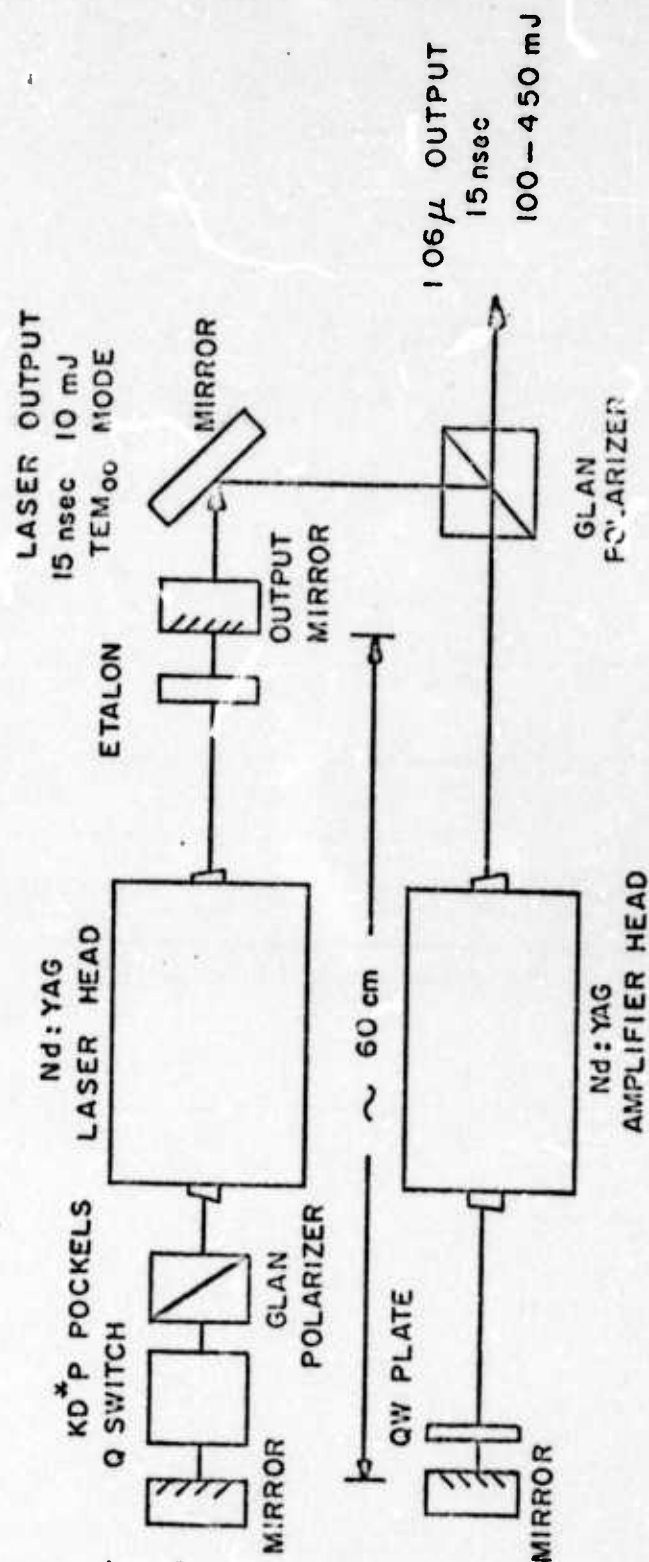 LASER OUTPUT
15 nsec 10 mJ
TEM₀₀ MODE
MIRROR
ETALON
OUTPUT
MIRROR
Nd:YAG
LASER HEAD
KD*P POCKELS
Q SWITCH
GLAN
POLARIZER
MIRROR
~ 60 cm
1 06μ OUTPUT
15 nsec
100-450 mJ
GLAN
POLARIZER
Nd:YAG
AMPLIFIER HEAD
QW PLATE
MIRROR